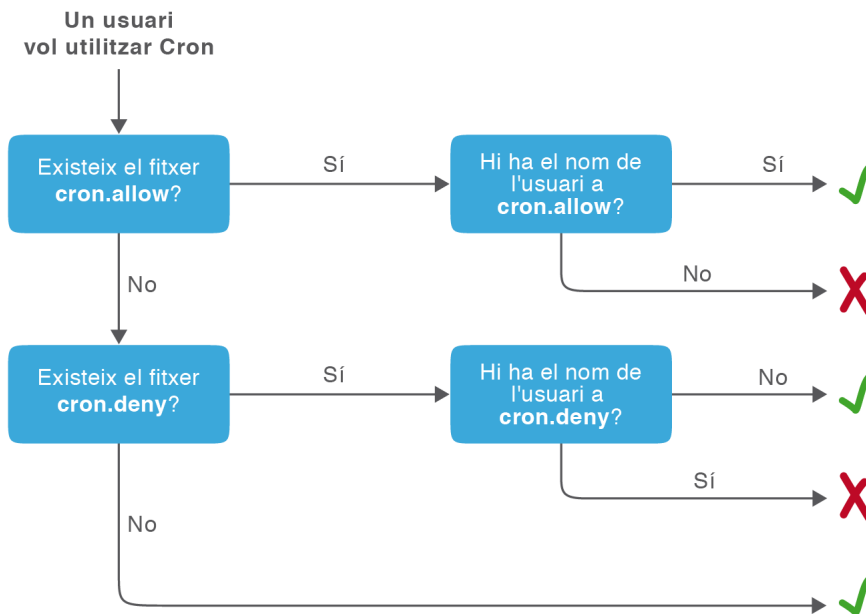 Un usuari
vol utilitzar Cron
Existeix el fitxer
cron.allow?
Sí
Hi ha el nom de
l'usuari a
cron.allow?
Sí
No
No
Existeix el fitxer
cron.deny?
Sí
Hi ha el nom de
l'usuari a
cron.deny?
No
Sí
No